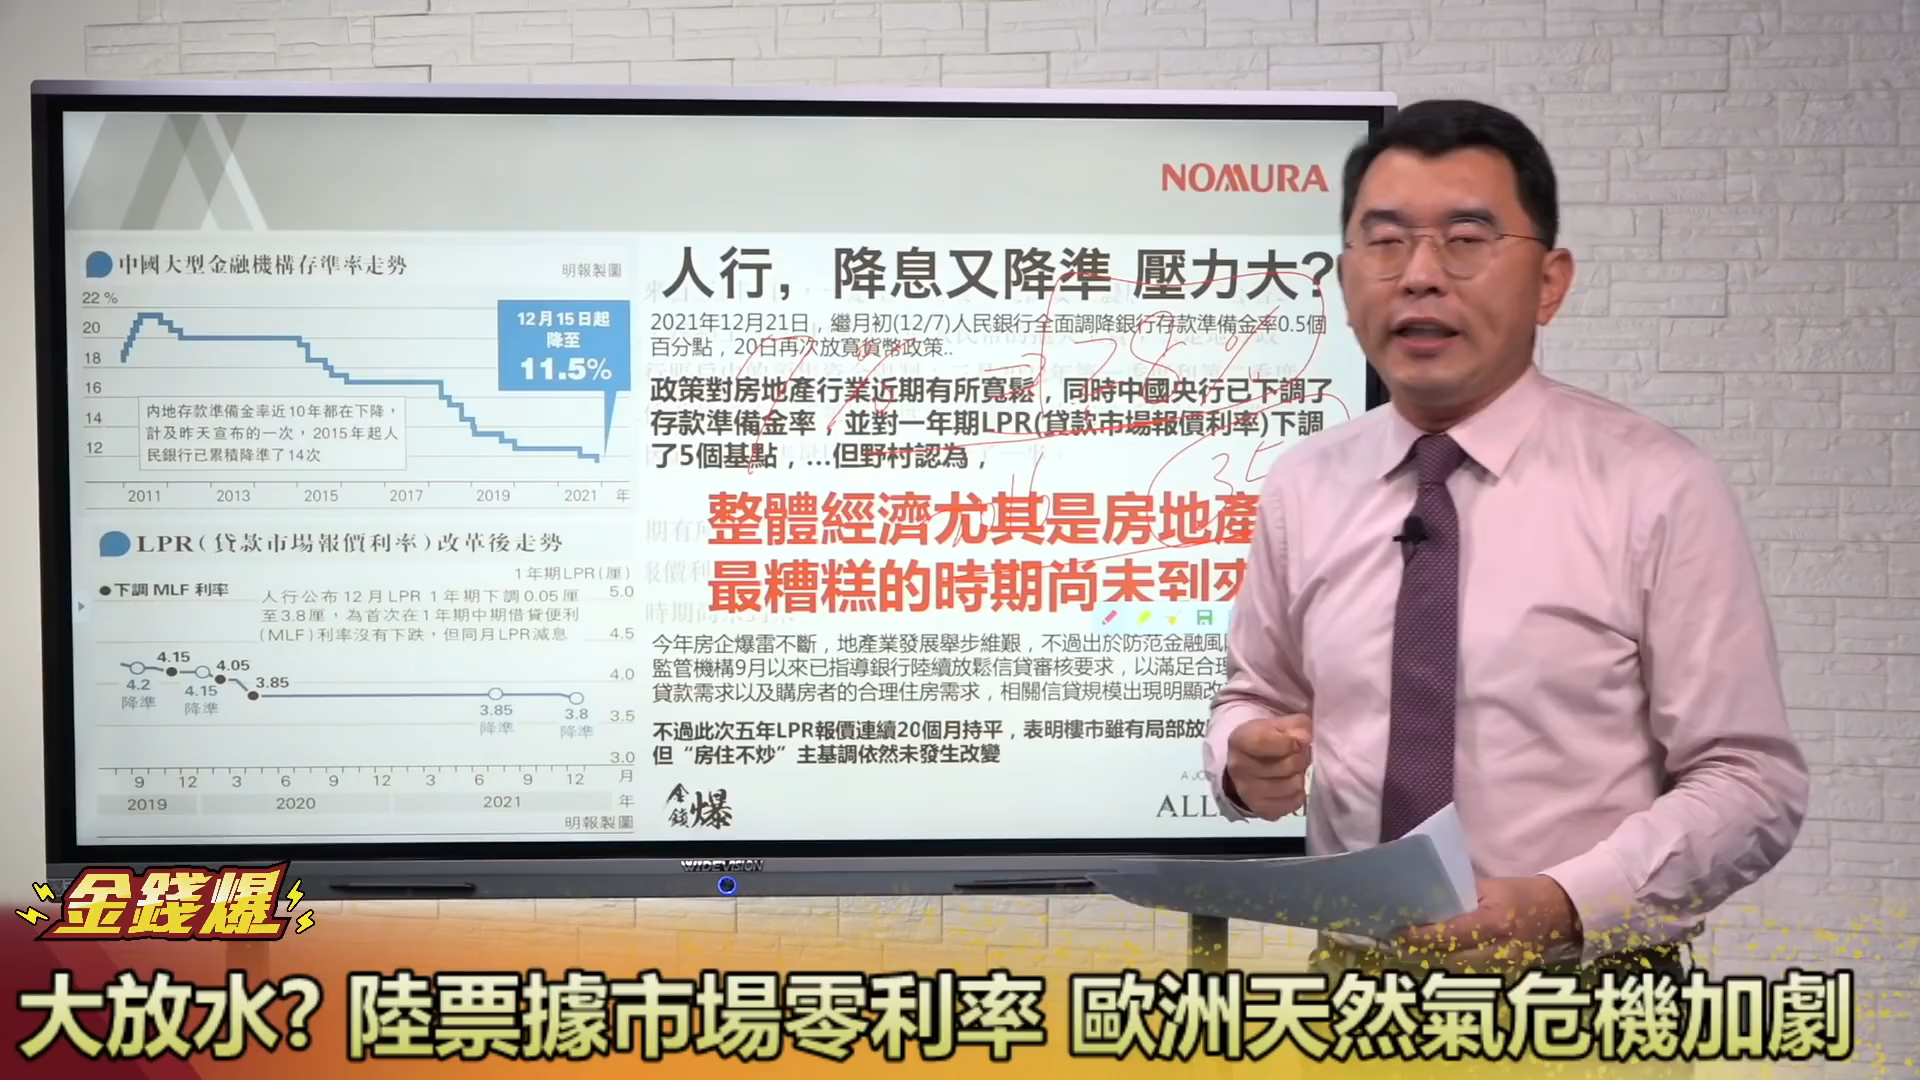 NOMURA
中國大型金融機構存準率走勢
明報製圖
22%
20
18
16
14
12
12月15日起
降至
11.5%
內地存款準備金率近10年都在下降，
計及昨天宣布的一次，2015年起人
民銀行已累積降準了14次
2011 2013 2015 2017 2019 2021 年
LPR(貸款市場報價利率)改革後走勢
1年期LPR(厘)
●下調MLF利率
人行公布12月LPR 1年期下調0.05厘
至3.8厘，為首次在1年期中期借貸便利
(MLF)利率沒有下跌，但同月LPR減息
5.0
4.5
4.0
3.5
3.0
4.2
降準
4.15
4.15
降準
4.05
3.85
3.85
降準
3.8
降準
9 12 3 6 9 12 3 6 9 12 月
2019 2020 2021 年
明報製圖
人行，降息又降準 壓力大?
2021年12月21日，繼月初(12/7)人民銀行全面調降銀行存款準備金率0.5個
百分點，20日再次放寬貨幣政策..
政策對房地產行業近期有所寬鬆，同時中國央行已下調了
存款準備金率，並對一年期LPR(貸款市場報價利率)下調
了5個基點，...但野村認為，
整體經濟尤其是房地產
最糟糕的時期尚未到來
今年房企爆雷不斷，地產業發展舉步維艱，不過出於防范金融風
監管機構9月以來已指導銀行陸續放鬆信貸審核要求，以滿足合理
貸款需求以及購房者的合理住房需求，相關信貸規模出現明顯改
不過此次五年LPR報價連續20個月持平，表明樓市雖有局部放
但“房住不炒”主基調依然未發生改變
金錢爆
WIDEVISION
金錢爆
大放水? 陸票據市場零利率 歐洲天然氣危機加劇